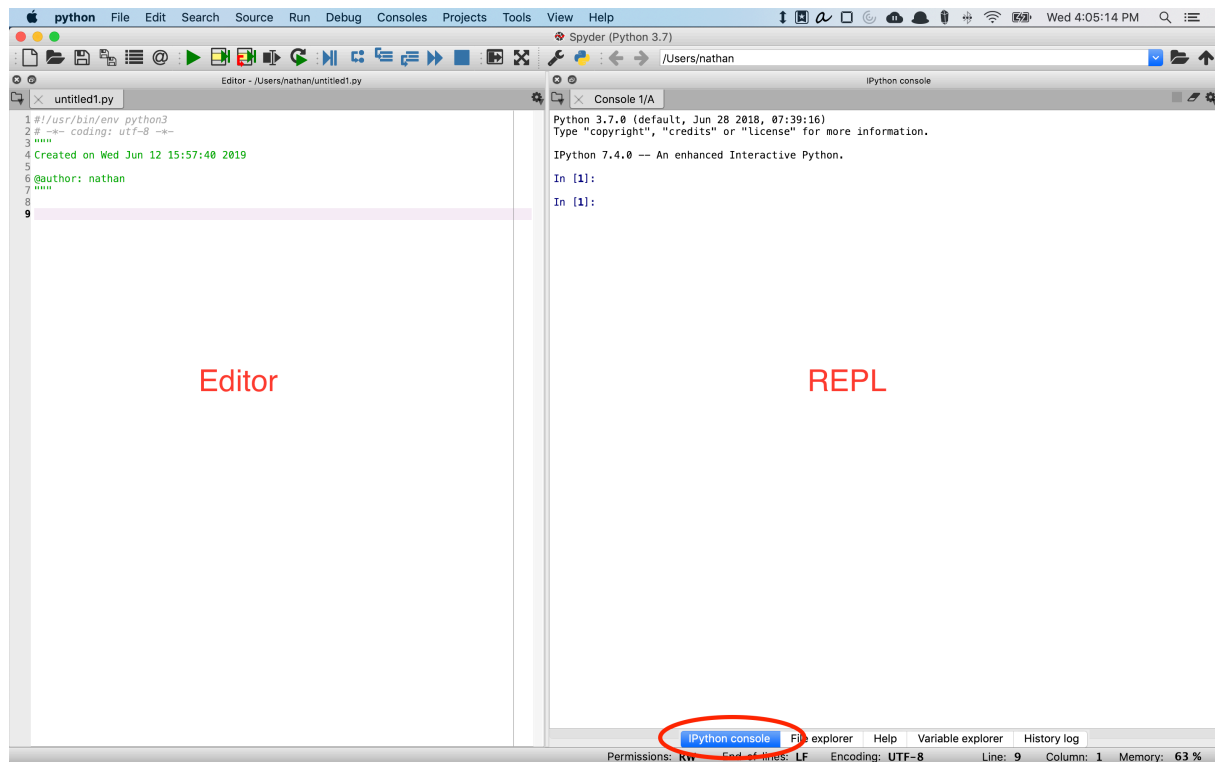 python File Edit Search Source Run Debug Consoles Projects Tools View Help Wed 4:05:14 PM
Spyder (Python 3.7)
/Users/nathan
Editor - /Users/nathan/untitled1.py
untitled1.py
1 #!/usr/bin/env python3
2 # -*- coding: utf-8 -*-
3 """
4 Created on Wed Jun 12 15:57:40 2019
5
6 @author: nathan
7 """
8
9
Editor
IPython console
Console 1/A
Python 3.7.0 (default, Jun 28 2018, 07:39:16)
Type "copyright", "credits" or "license" for more information.
IPython 7.4.0 -- An enhanced Interactive Python.
In [1]:
In [1]:
REPL
IPython console File explorer Help Variable explorer History log
Permissions: RW End-of-lines: LF Encoding: UTF-8 Line: 9 Column: 1 Memory: 63 %